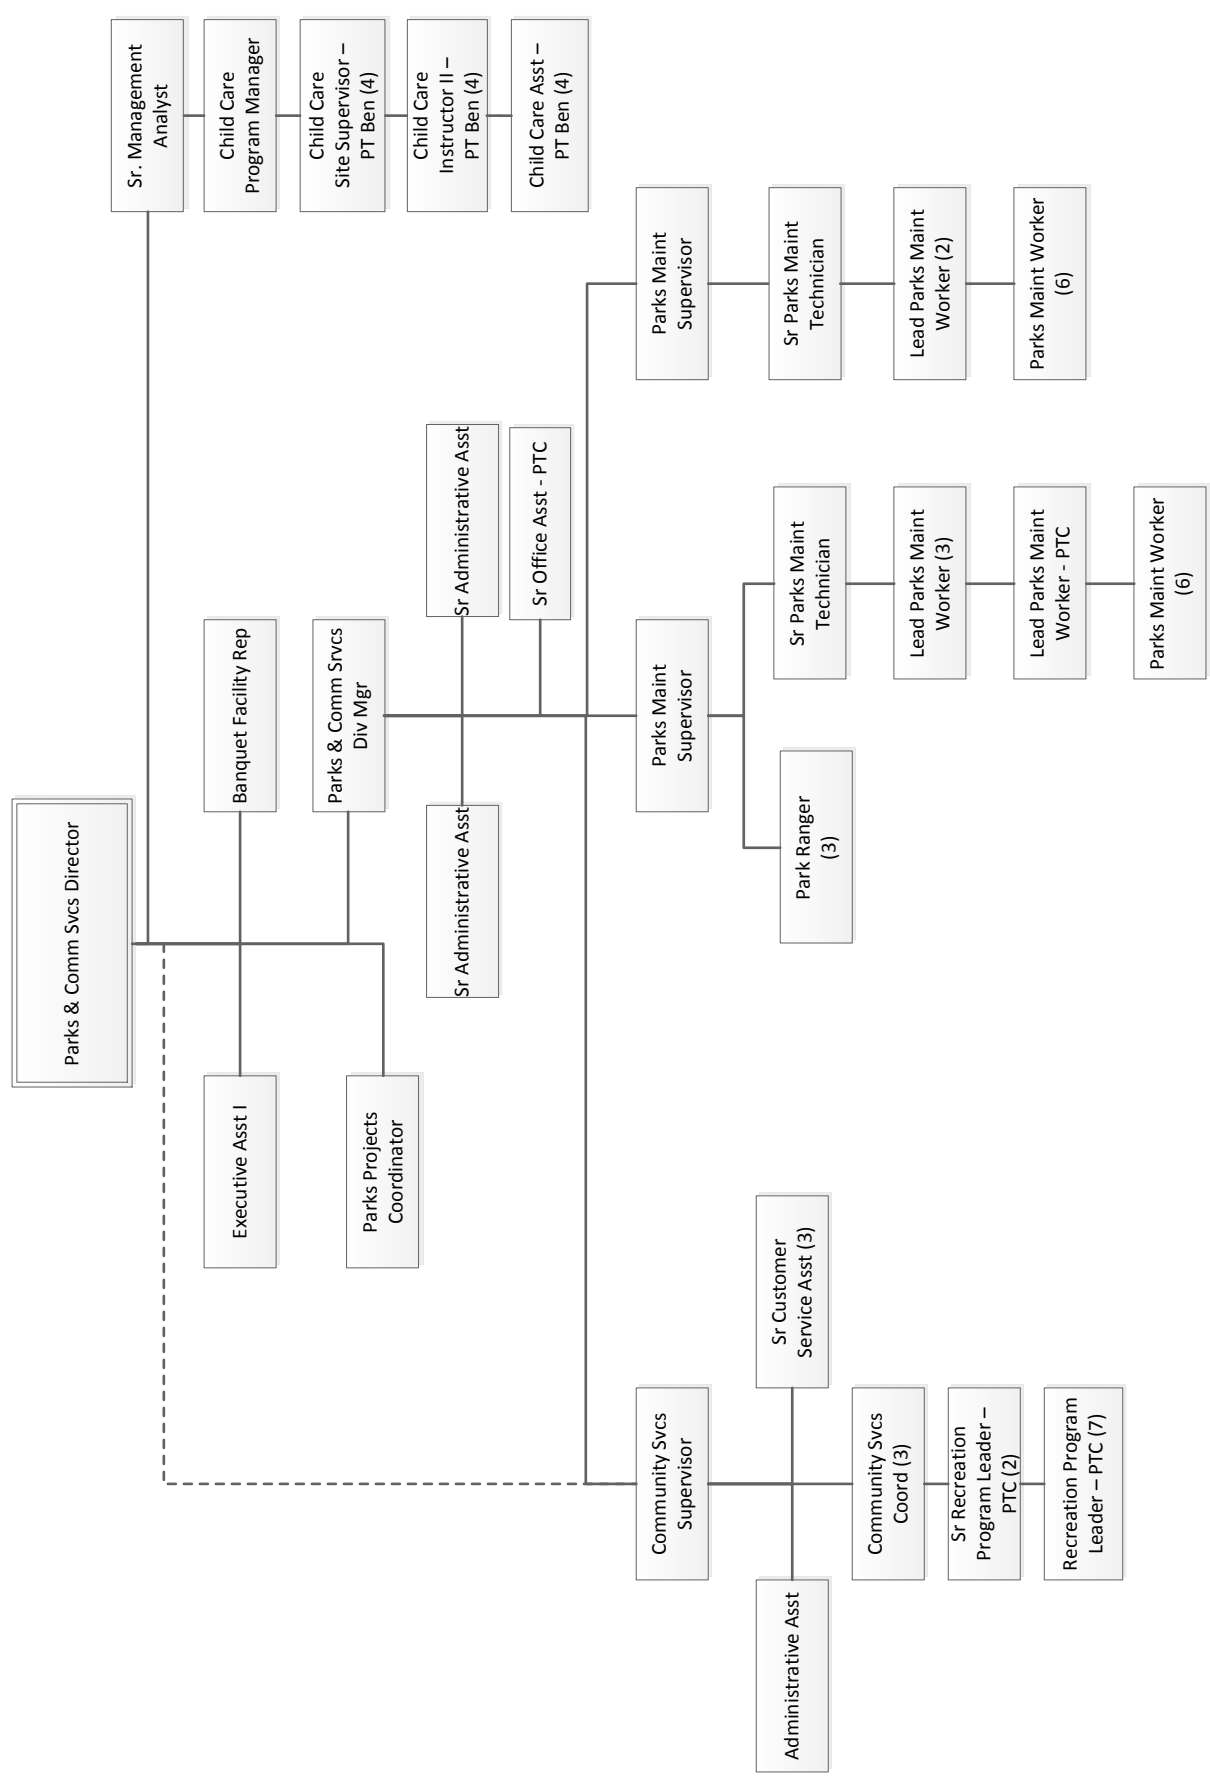 Parks & Comm Svcs Director
Sr. Management
Analyst
Child Care
Program Manager
Child Care
Site Supervisor –
PT Ben (4)
Child Care
Instructor II –
PT Ben (4)
Child Care Asst –
PT Ben (4)
Executive Asst I
Banquet Facility Rep
Parks Projects
Coordinator
Parks & Comm Srvcs
Div Mgr
Sr Administrative Asst
Sr Administrative Asst
Sr Office Asst - PTC
Community Svcs
Supervisor
Administrative Asst
Sr Customer
Service Asst (3)
Community Svcs
Coord (3)
Sr Recreation
Program Leader –
PTC (2)
Recreation Program
Leader – PTC (7)
Parks Maint
Supervisor
Park Ranger
(3)
Sr Parks Maint
Technician
Lead Parks Maint
Worker (3)
Lead Parks Maint
Worker - PTC
Parks Maint Worker
(6)
Parks Maint
Supervisor
Sr Parks Maint
Technician
Lead Parks Maint
Worker (2)
Parks Maint Worker
(6)